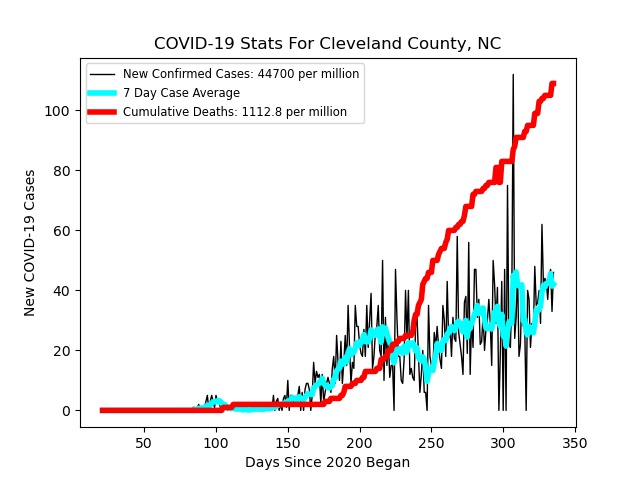 COVID-19 Stats For Cleveland County, NC
New Confirmed Cases: 44700 per million
7 Day Case Average
Cumulative Deaths: 1112.8 per million
New COVID-19 Cases
100
80
60
40
20
0
50 100 150 200 250 300 350
Days Since 2020 Began